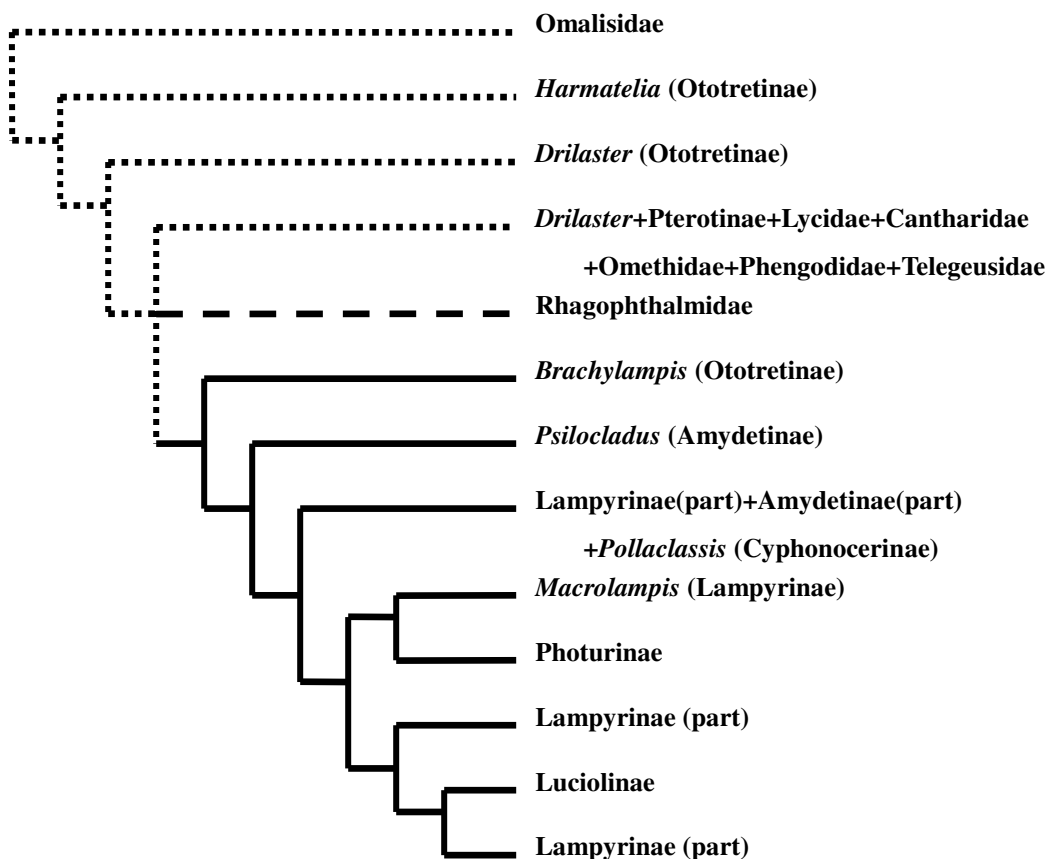 Omalisidae
Harmatelia (Ototretinae)
Drilaster (Ototretinae)
Drilaster+Pterotinae+Lycidae+Cantharidae
+Omethidae+Phengodidae+Telegeusidae
Rhagophthalmidae
Brachylampis (Ototretinae)
Psilocladus (Amydetinae)
Lampyrinae(part)+Amydetinae(part)
+Pollaclassis (Cyphonocerinae)
Macrolampis (Lampyrinae)
Photurinae
Lampyrinae (part)
Luciolinae
Lampyrinae (part)